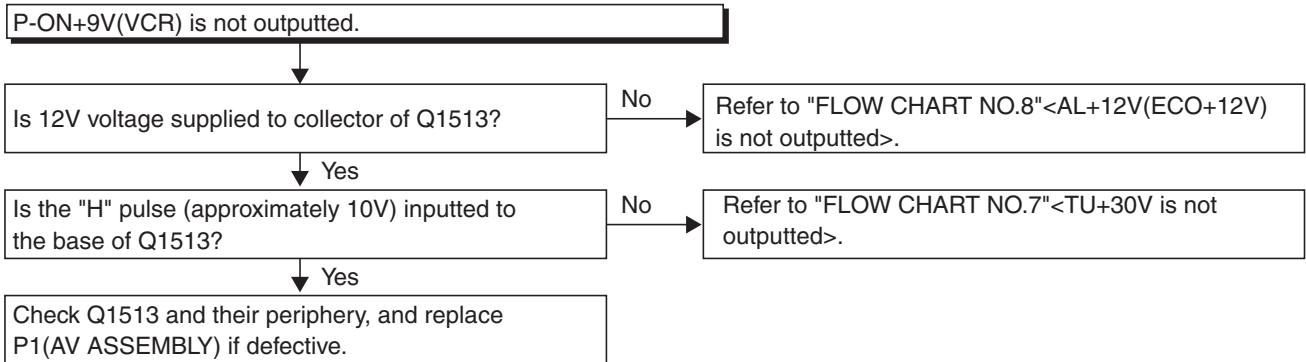 P-ON+9V(VCR) is not outputted.
Is 12V voltage supplied to collector of Q1513?
No
Refer to "FLOW CHART NO.8"<AL+12V(ECO+12V)
is not outputted>.
Yes
Is the "H" pulse (approximately 10V) inputted to
the base of Q1513?
No
Refer to "FLOW CHART NO.7"<TU+30V is not
outputted>.
Yes
Check Q1513 and their periphery, and replace
P1(AV ASSEMBLY) if defective.